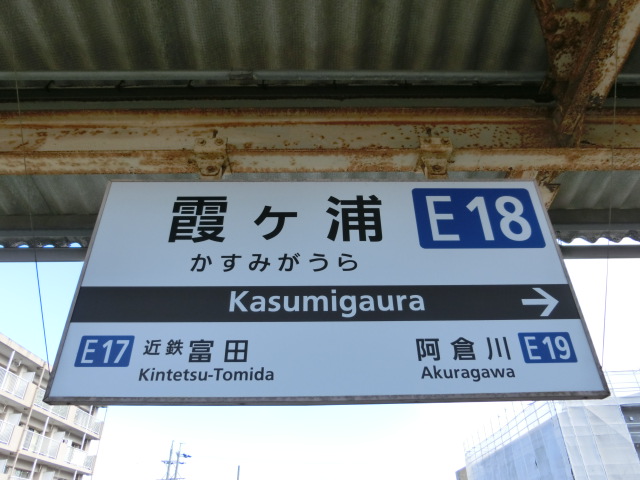 霞ヶ浦 E18
かすみがうら
Kasumigaura →
E17 近鉄富田 阿倉川 E19
Kintetsu-Tomida Akuragawa